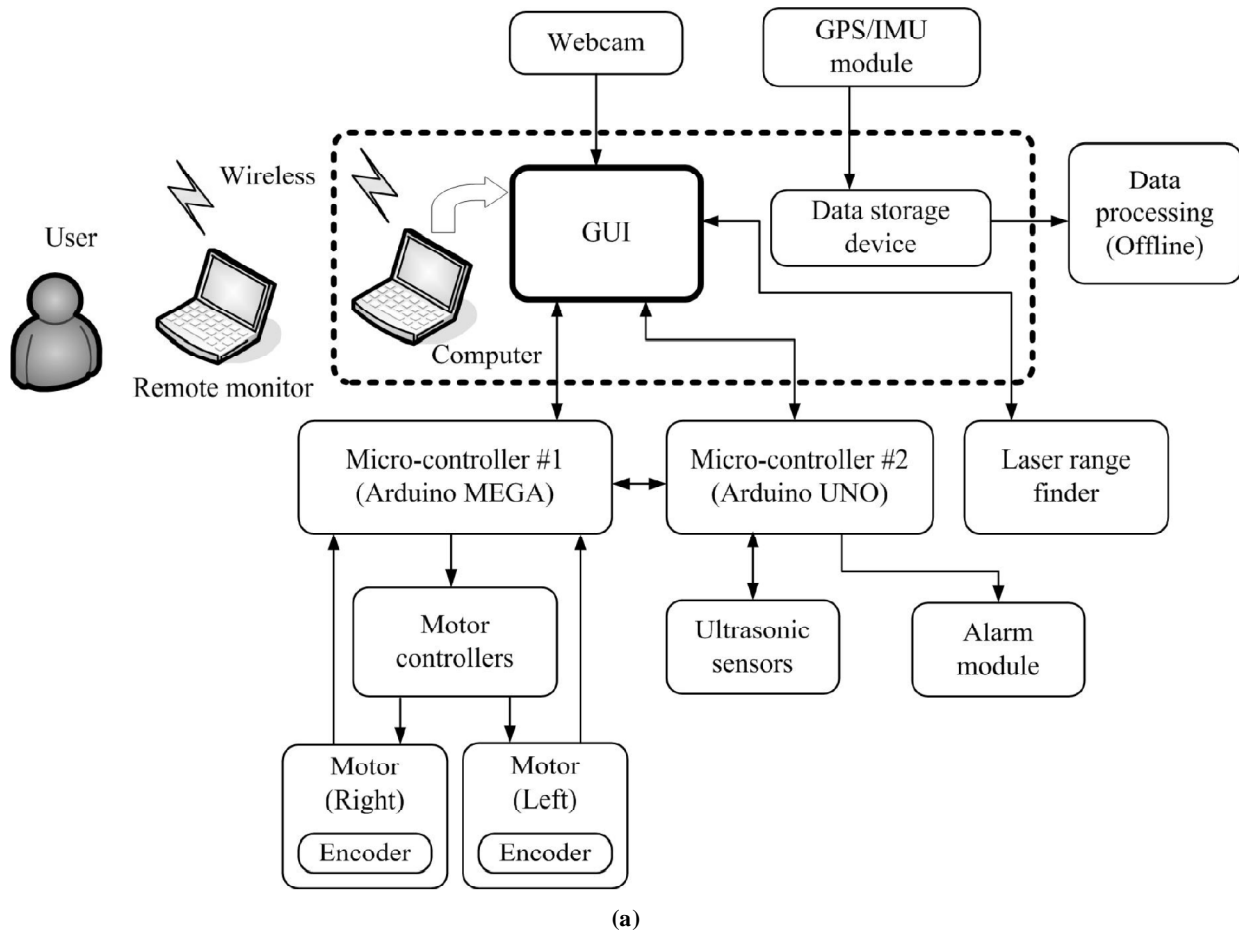 Webcam
GPS/IMU
module
Wireless
User
Remote monitor
Computer
GUI
Data storage
device
Data
processing
(Offline)
Micro-controller #1
(Arduino MEGA)
Micro-controller #2
(Arduino UNO)
Laser range
finder
Motor
controllers
Ultrasonic
sensors
Alarm
module
Motor
(Right)
Encoder
Motor
(Left)
Encoder
(a)